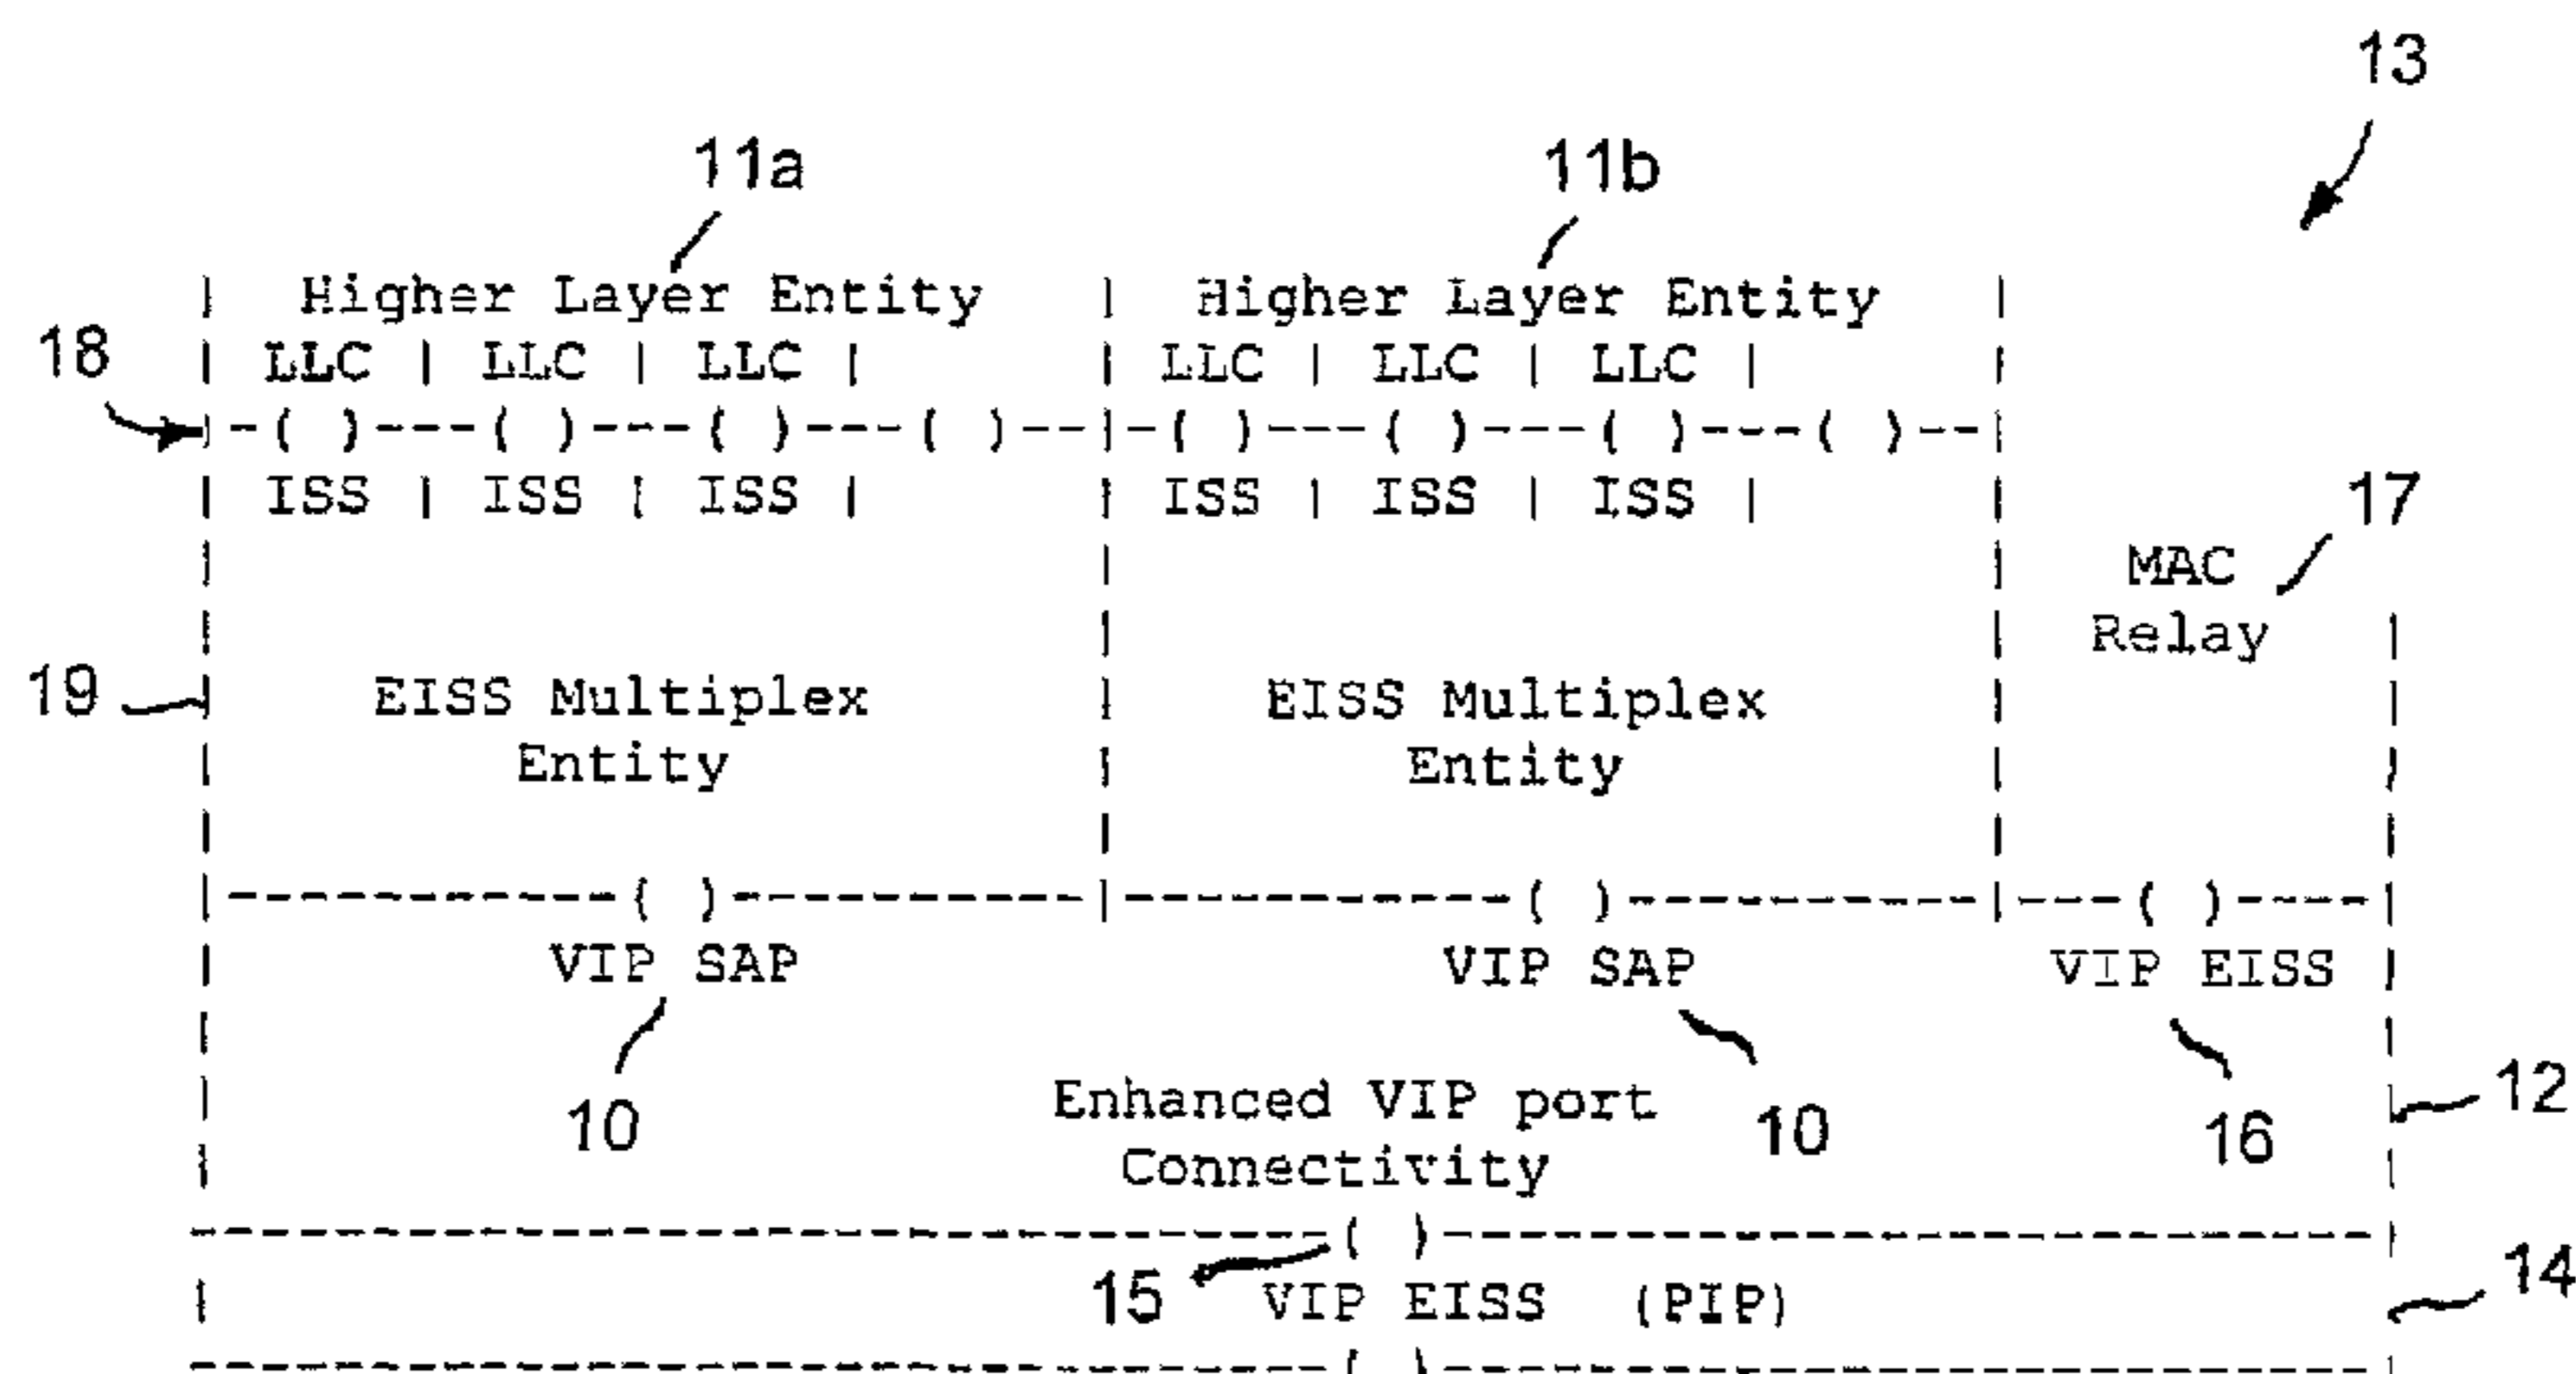 13
11a 11b
| Higher Layer Entity | Higher Layer Entity |
18 | LLC | LLC | LLC | | LLC | LLC | LLC | |
|-( )---( )---( )---( )--|-( )---( )---( )---( )--|
| ISS | ISS | ISS | | ISS | ISS | ISS | | 17
| | | MAC
| | | Relay |
19 | EISS Multiplex | EISS Multiplex | |
| Entity | Entity | |
| | | |
|------------( )-----------|------------( )-----------|---( )----|
| VIP SAP VIP SAP VIP EISS |
10 10 16
Enhanced VIP port 12
| Connectivity |
-----------------------------------( )-----------------------------
15 14
| VIP EISS (PIP) |
-----------------------------------( )-----------------------------